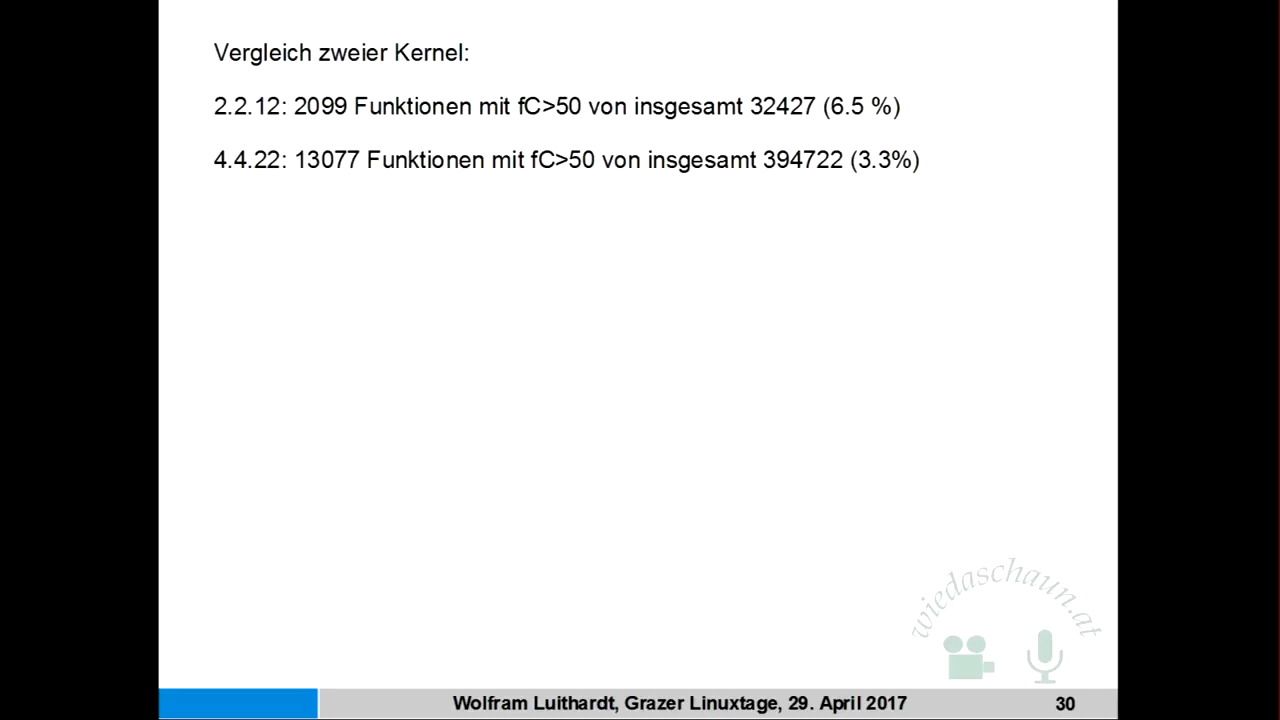 Vergleich zweier Kernel:
2.2.12: 2099 Funktionen mit fC>50 von insgesamt 32427 (6.5 %)
4.4.22: 13077 Funktionen mit fC>50 von insgesamt 394722 (3.3%)
wiedaschaun.at
Wolfram Luithardt, Grazer Linuxtage, 29. April 2017 30